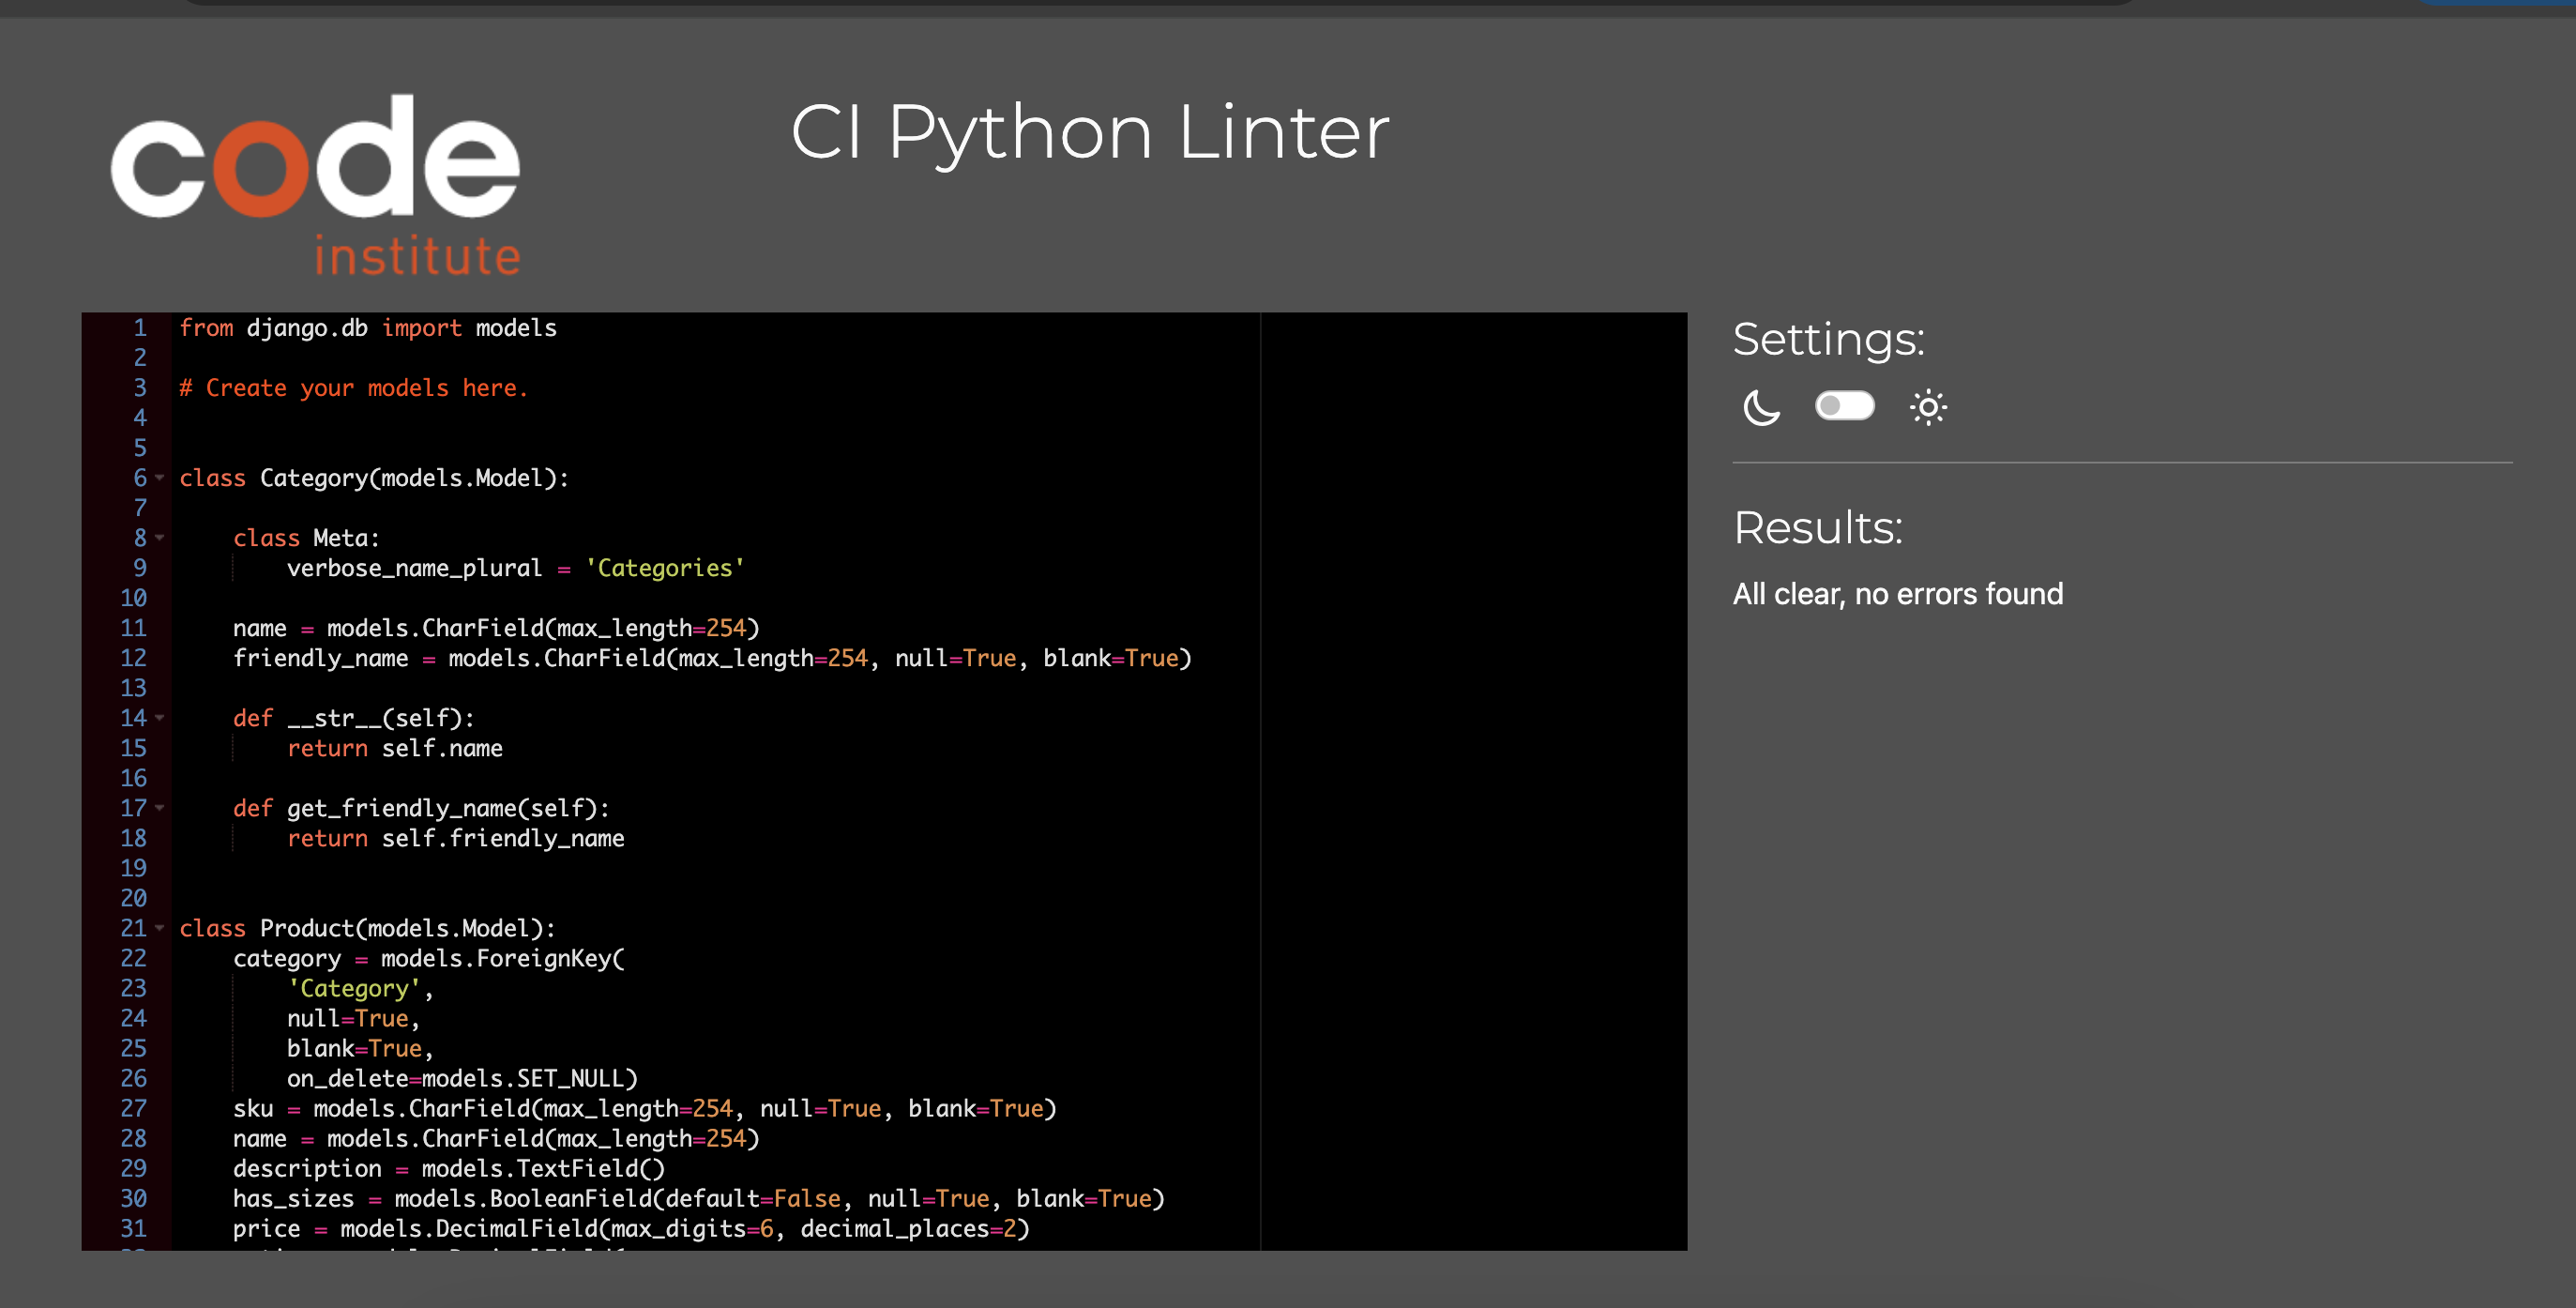 code
institute
CI Python Linter
1 from django.db import models
2
3 # Create your models here.
4
5
6 class Category(models.Model):
7
8     class Meta:
9         verbose_name_plural = 'Categories'
10
11     name = models.CharField(max_length=254)
12     friendly_name = models.CharField(max_length=254, null=True, blank=True)
13
14     def __str__(self):
15         return self.name
16
17     def get_friendly_name(self):
18         return self.friendly_name
19
20
21 class Product(models.Model):
22     category = models.ForeignKey(
23         'Category',
24         null=True,
25         blank=True,
26         on_delete=models.SET_NULL)
27     sku = models.CharField(max_length=254, null=True, blank=True)
28     name = models.CharField(max_length=254)
29     description = models.TextField()
30     has_sizes = models.BooleanField(default=False, null=True, blank=True)
31     price = models.DecimalField(max_digits=6, decimal_places=2)
Settings:
Results:
All clear, no errors found